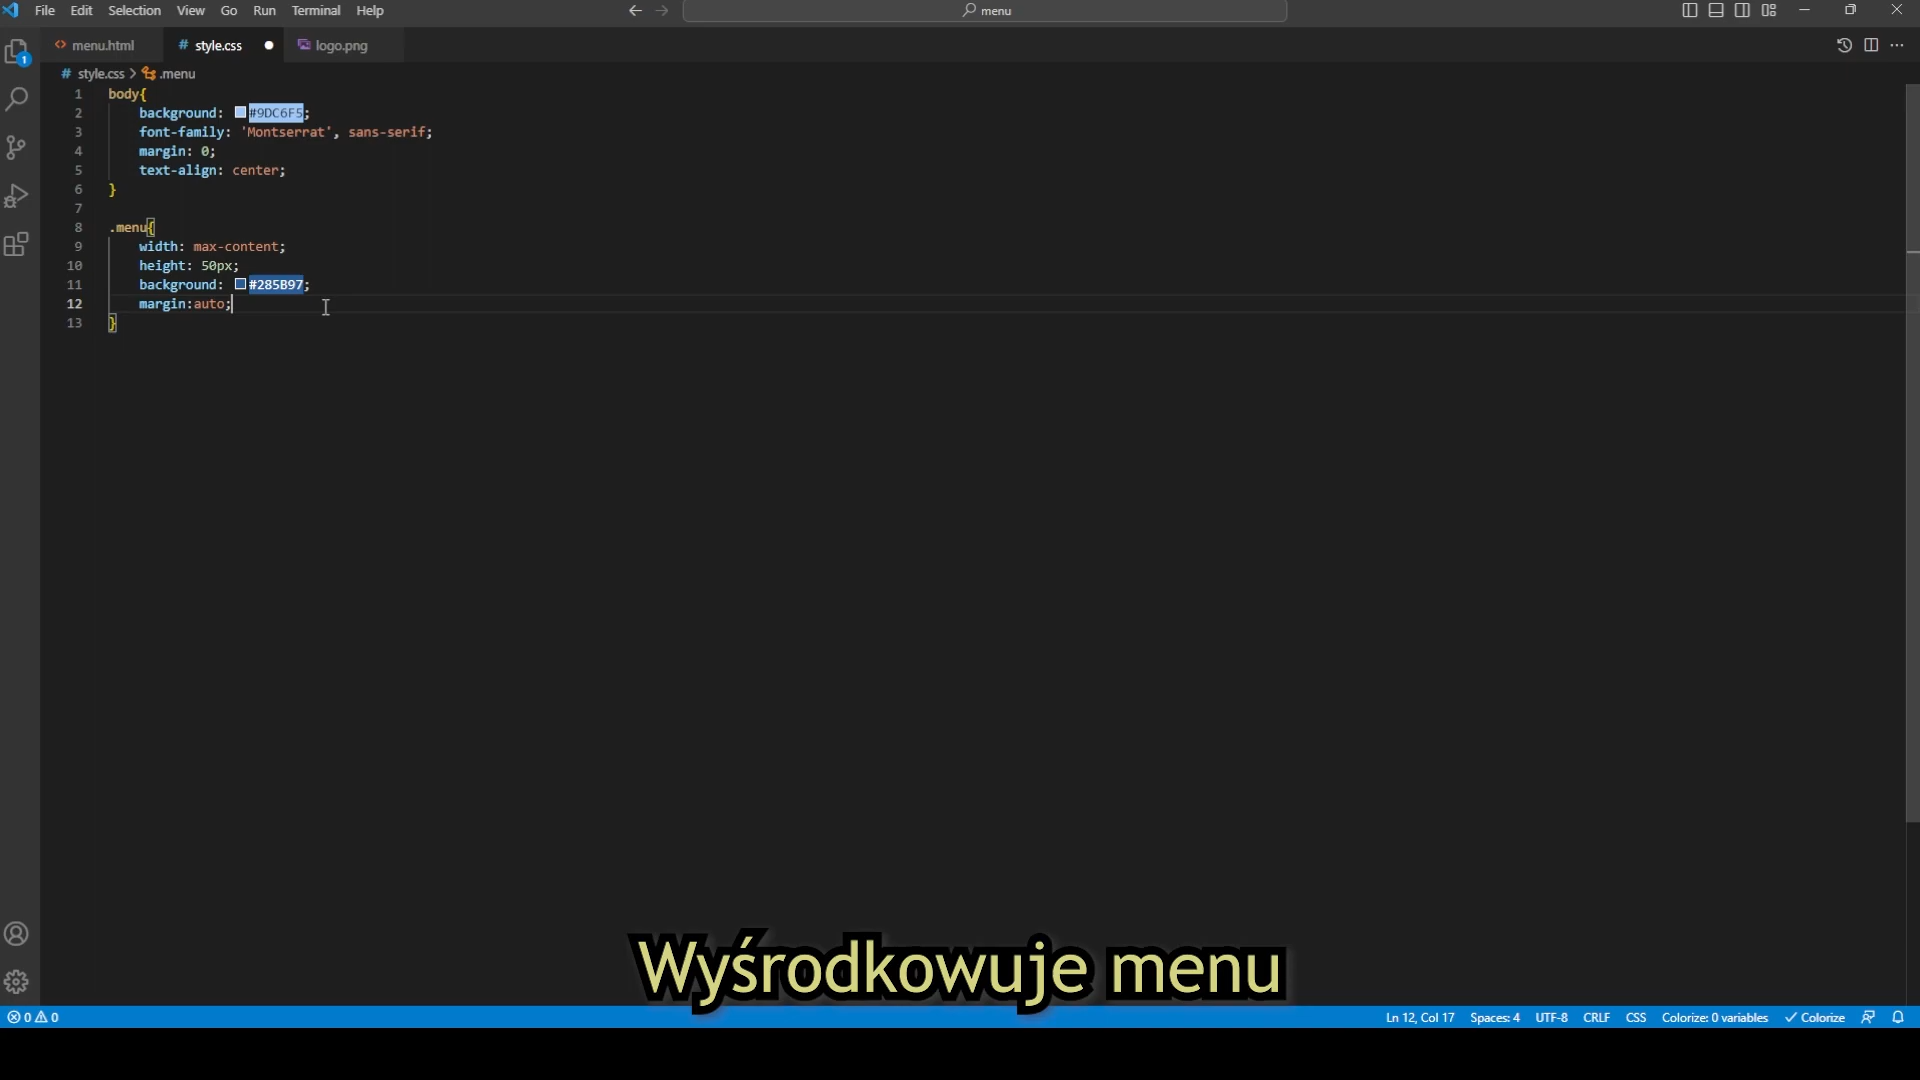 File Edit Selection View Go Run Terminal Help
menu
menu.html
# style.css
logo.png
# style.css > .menu
1
1 body{
2 background: #9DC6F5;
3 font-family: 'Montserrat', sans-serif;
4 margin: 0;
5 text-align: center;
6 }
7
8 .menu{
9 width: max-content;
10 height: 50px;
11 background: #285B97;
12 margin:auto;
13 }
Wyśrodkowuje menu
0 0 Ln 12, Col 17 Spaces: 4 UTF-8 CRLF CSS Colorize: 0 variables Colorize